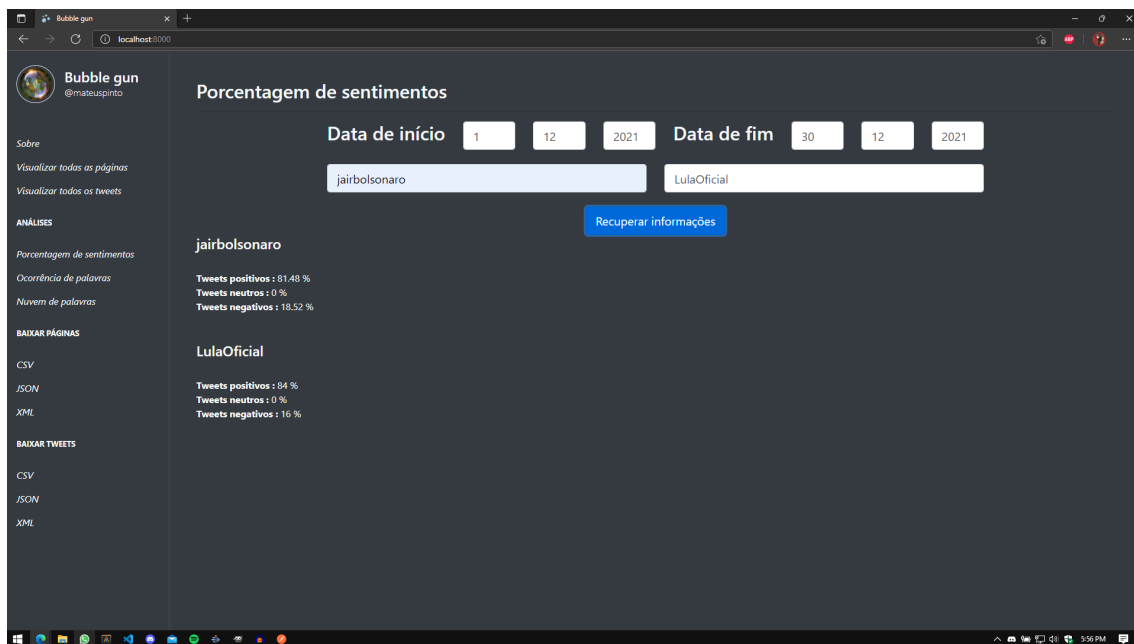 Bubble gun
localhost:8000
ABP
Bubble gun
@mateuspinto
Sobre
Visualizar todas as páginas
Visualizar todos os tweets
ANÁLISES
Porcentagem de sentimentos
Ocorrência de palavras
Nuvem de palavras
BAIXAR PÁGINAS
CSV
JSON
XML
BAIXAR TWEETS
CSV
JSON
XML
Porcentagem de sentimentos
Data de início 1 12 2021 Data de fim 30 12 2021
jairbolsonaro LulaOficial
Recuperar informações
jairbolsonaro
Tweets positivos : 81.48 %
Tweets neutros : 0 %
Tweets negativos : 18.52 %
LulaOficial
Tweets positivos : 84 %
Tweets neutros : 0 %
Tweets negativos : 16 %
5:56 PM